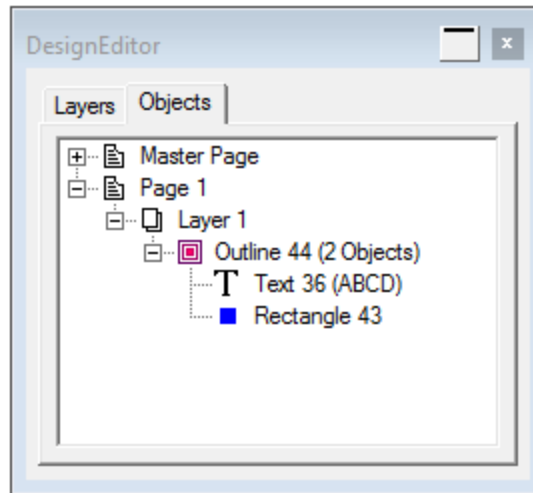 DesignEditor
Layers Objects
Master Page
Page 1
Layer 1
Outline 44 (2 Objects)
Text 36 (ABCD)
Rectangle 43